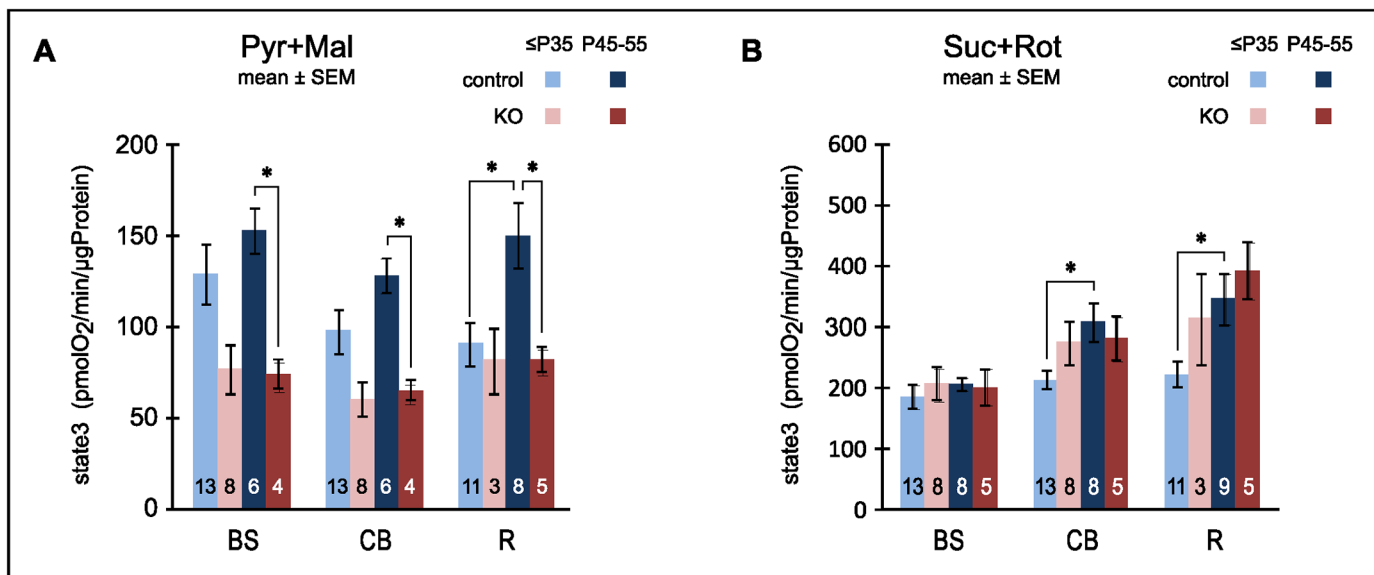 A
Pyr+Mal
mean ± SEM
≤P35 P45-55
control
KO
state3 (pmolO2/min/µgProtein)
200
150
100
50
0
* * * *
13 8 6 4 13 8 6 4 11 3 8 5
BS CB R
B
Suc+Rot
mean ± SEM
≤P35 P45-55
control
KO
state3 (pmolO2/min/µgProtein)
600
500
400
300
200
100
0
* *
13 8 8 5 13 8 8 5 11 3 9 5
BS CB R